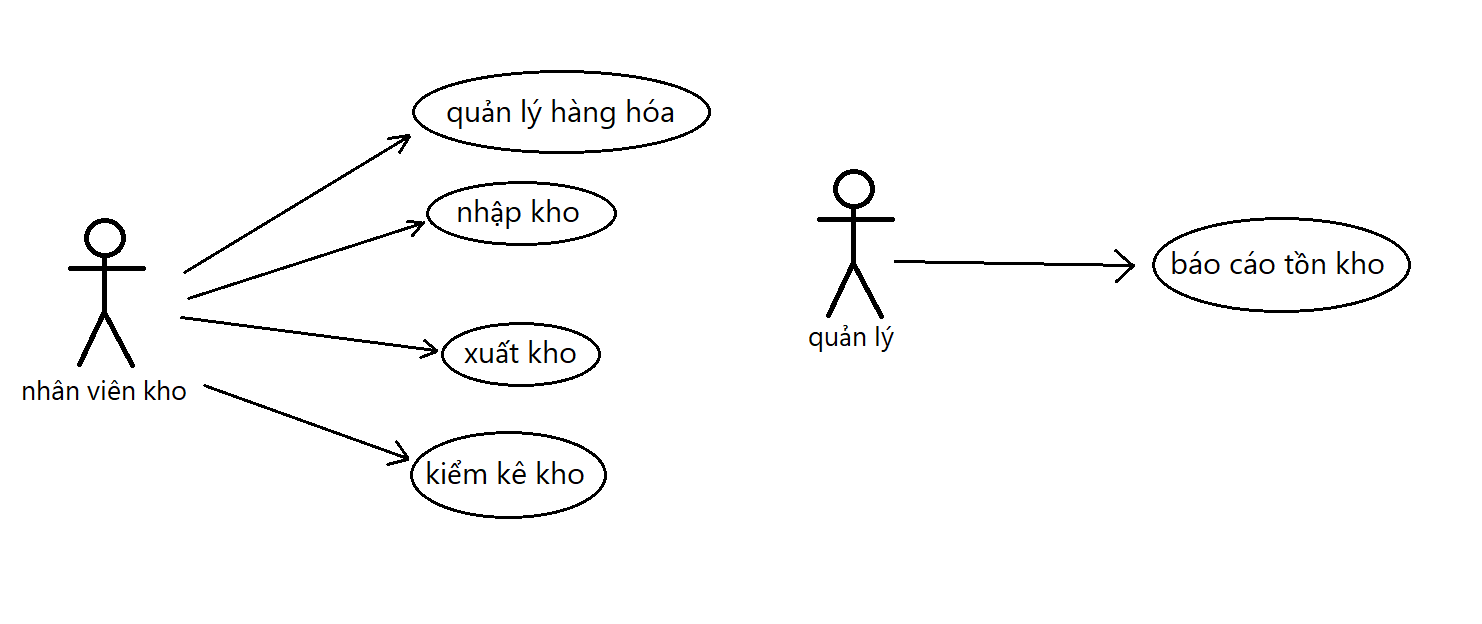 quản lý hàng hóa
nhập kho
xuất kho
kiểm kê kho
nhân viên kho
quản lý
báo cáo tồn kho